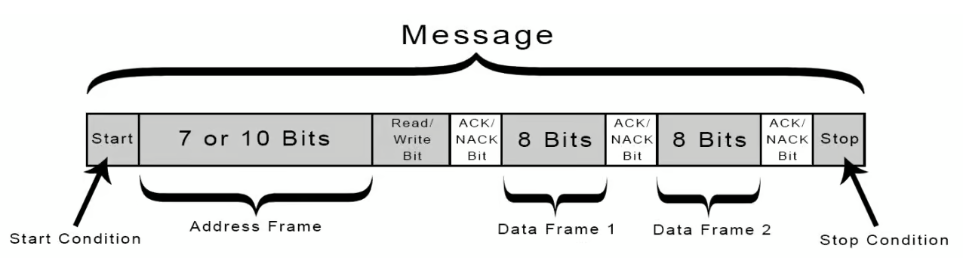 Message
Start
7 or 10 Bits
Read/
Write
Bit
ACK/
NACK
Bit
8 Bits
ACK/
NACK
Bit
8 Bits
ACK/
NACK
Bit
Stop
Start Condition
Address Frame
Data Frame 1
Data Frame 2
Stop Condition